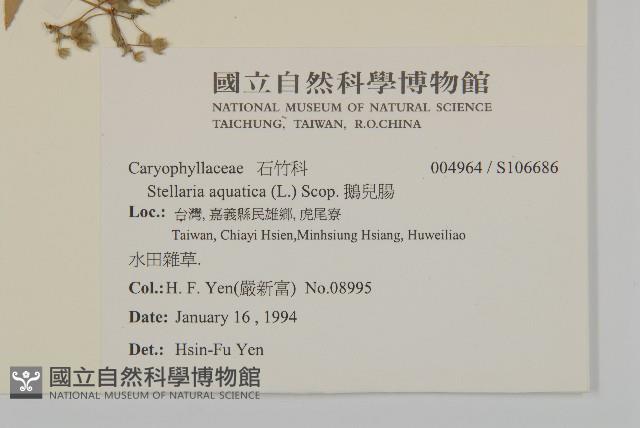 國立自然科學博物館
NATIONAL MUSEUM OF NATURAL SCIENCE
TAICHUNG, TAIWAN, R.O.CHINA
Caryophyllaceae 石竹科 004964 / S106686
Stellaria aquatica (L.) Scop. 鵝兒腸
Loc.: 台灣, 嘉義縣民雄鄉, 虎尾寮
Taiwan, Chiayi Hsien,Minhsiung Hsiang, Huweiliao
水田雜草.
Col.: H. F. Yen(嚴新富) No.08995
Date: January 16 , 1994
Det.: Hsin-Fu Yen
國立自然科學博物館
NATIONAL MUSEUM OF NATURAL SCIENCE